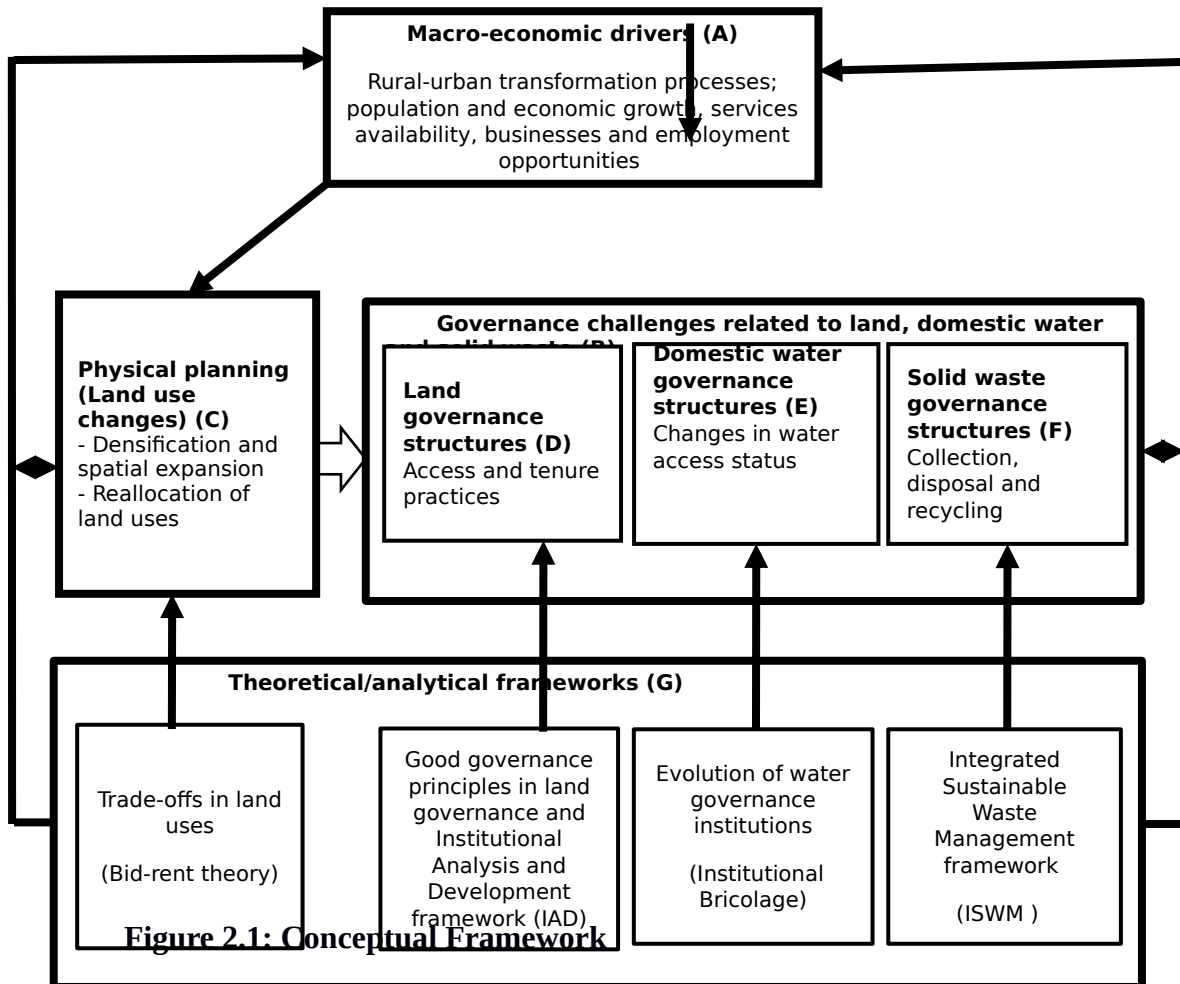 Macro-economic drivers (A)
Rural-urban transformation processes;
population and economic growth, services
availability, businesses and employment
opportunities
Governance challenges related to land, domestic water
and solid waste (B)
Physical planning
(Land use
changes) (C)
- Densification and
spatial expansion
- Reallocation of
land uses
Land
governance
structures (D)
Access and tenure
practices
Domestic water
governance
structures (E)
Changes in water
access status
Solid waste
governance
structures (F)
Collection,
disposal and
recycling
Theoretical/analytical frameworks (G)
Trade-offs in land
uses
(Bid-rent theory)
Good governance
principles in land
governance and
Institutional
Analysis and
Development
framework (IAD)
Evolution of water
governance
institutions
(Institutional
Bricolage)
Integrated
Sustainable
Waste
Management
framework
(ISWM )
Figure 2.1: Conceptual Framework